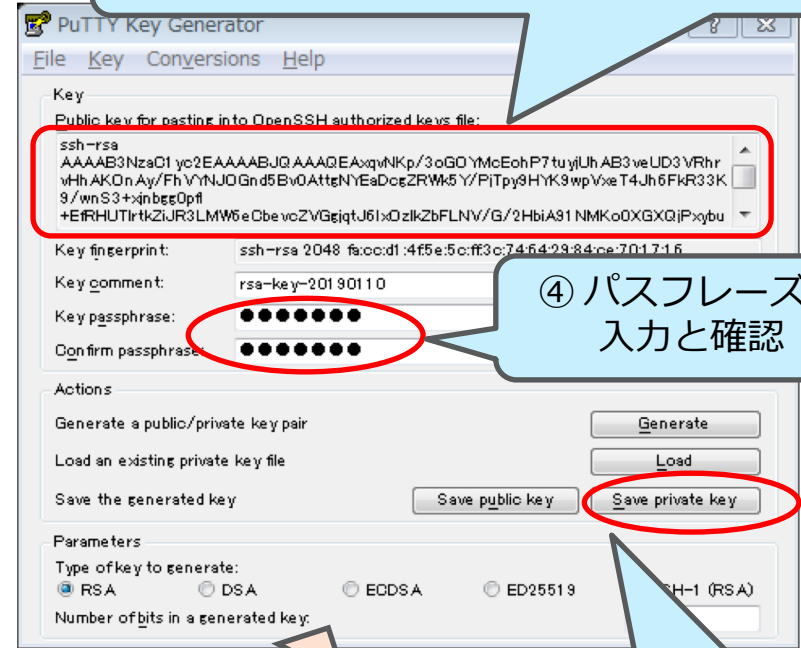 PuTTY Key Generator
File Key Conversions Help
Key
Public key for pasting into OpenSSH authorized_keys file:
ssh-rsa
AAAAB3NzaC1yc2EAAAABJQAAAQEAxqvNKp/3oGOYMcEohP7tuyjUhAB3veUD3VRhr
vHhAKOnAy/FhVYNJOGnd5Bv0AttgNYEaDcgZRWk5Y/PjTpy9HYK9wpVxeT4Jh6FkR33K
9/wnS3+xjnbgg0pfl
+EfRHUTIrtkZiJR3LMW6eCbevcZVGgjqtJ6IxOzlkZbFLNV/G/2HbiA91NMKo0XGXQjPxybu
Key fingerprint: ssh-rsa 2048 fa:cc:d1:4f:5e:5c:ff:3c:74:64:29:84:ce:70:17:16
Key comment: rsa-key-20190110
④ パスフレーズ
入力と確認
Key passphrase: ●●●●●●●
Confirm passphrase: ●●●●●●●
Actions
Generate a public/private key pair Generate
Load an existing private key file Load
Save the generated key Save public key Save private key
Parameters
Type of key to generate:
RSA DSA ECDSA ED25519 SH-1 (RSA)
Number of bits in a generated key: